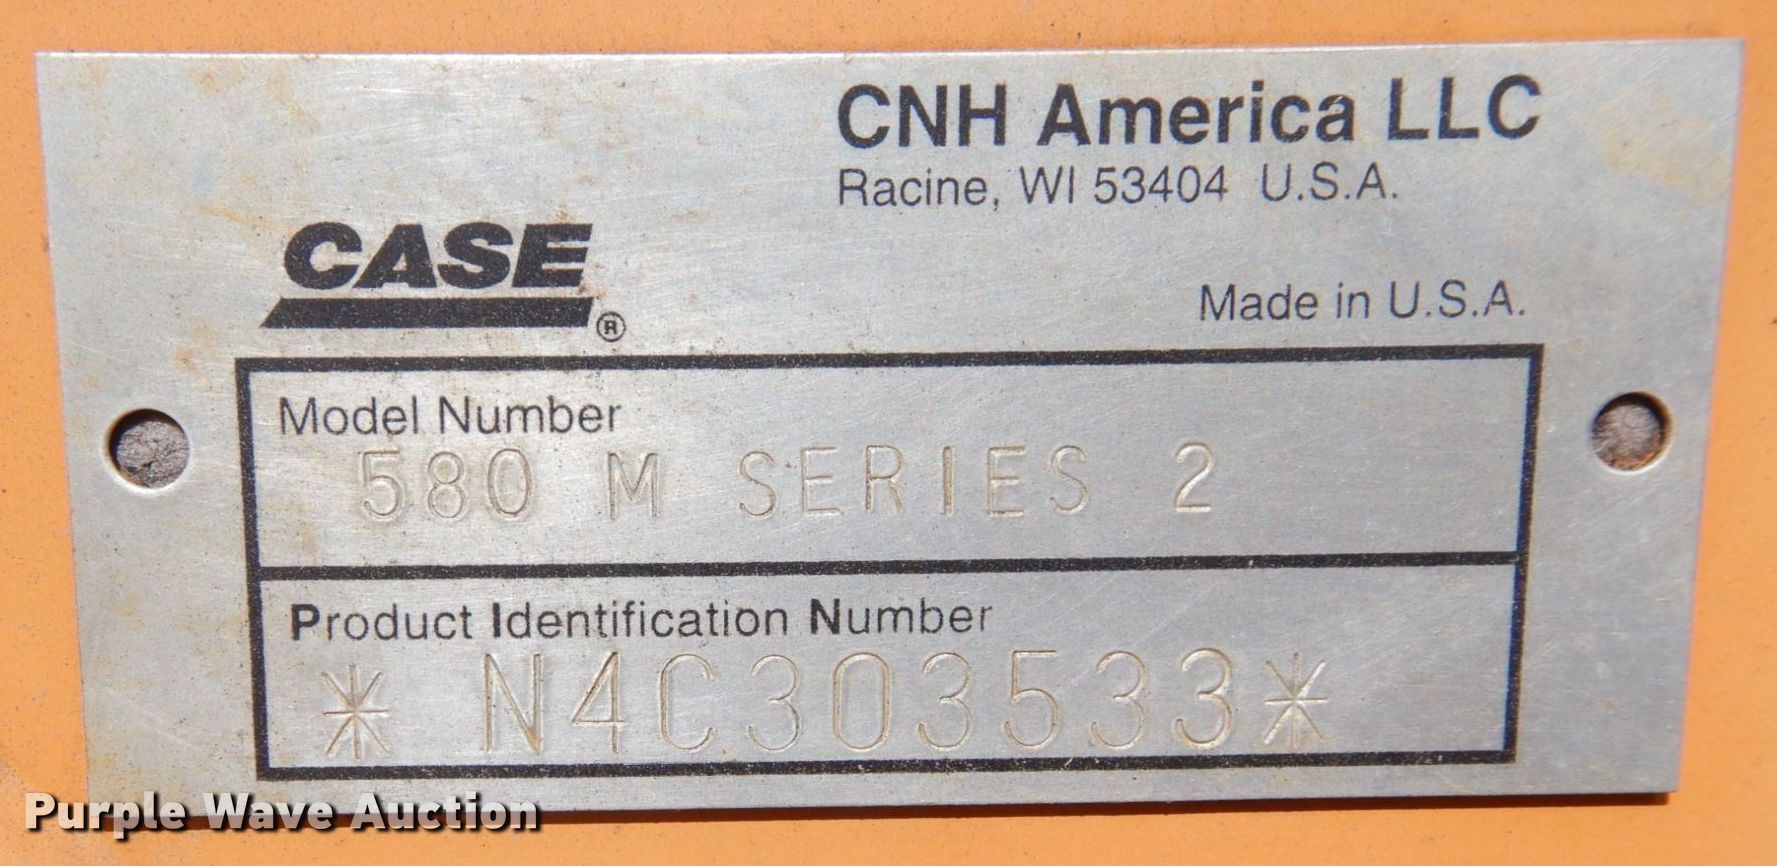 CNH America LLC
Racine, WI 53404 U.S.A.
CASE®
Made in U.S.A.
Model Number
580 M SERIES 2
Product Identification Number
* N4C303533*
Purple Wave Auction